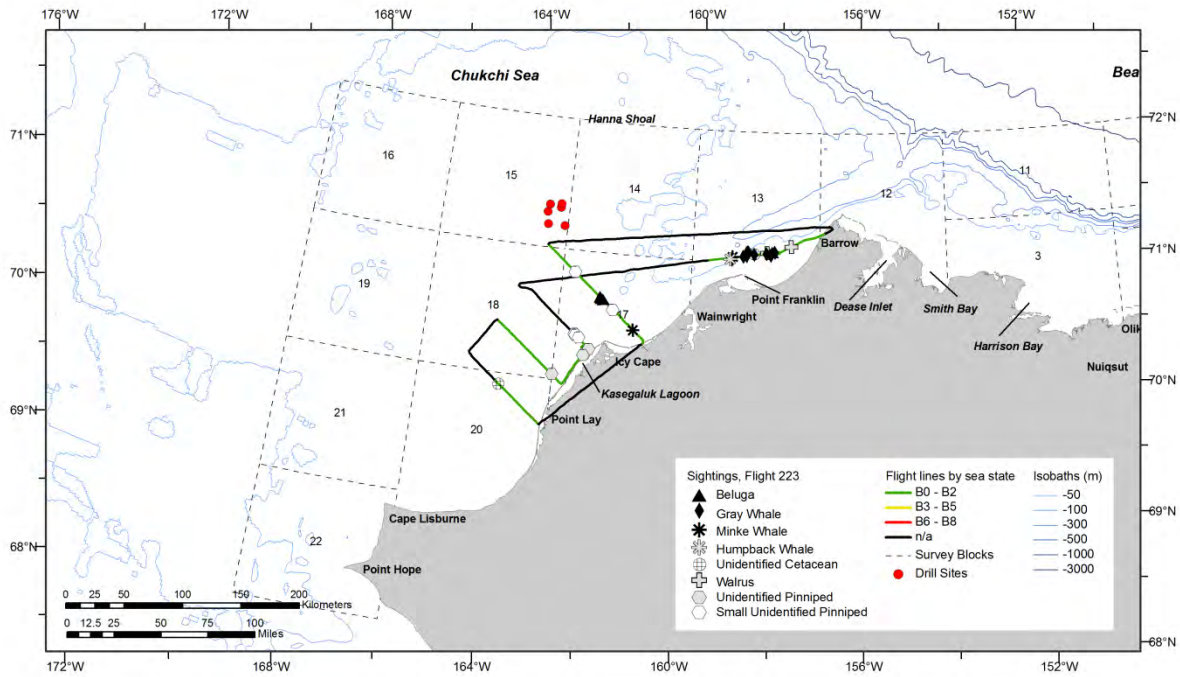 176°W 172°W 168°W 164°W 160°W 156°W 152°W
Chukchi Sea
Bea
72°N
71°N
Hanna Shoal
16
11
15
14
13
12
71°N
Barrow
3
70°N
Point Franklin
Dease Inlet
Smith Bay
19
18
17
Wainwright
Harrison Bay
Olik
Icy Cape
Nuiqsut
70°N
Kasegaluk Lagoon
69°N
21
20
Point Lay
Cape Lisburne
69°N
68°N
22
Point Hope
Sightings, Flight 223
Beluga
Gray Whale
Minke Whale
Humpback Whale
Unidentified Cetacean
Walrus
Unidentified Pinniped
Small Unidentified Pinniped
Flight lines by sea state
B0 - B2
B3 - B5
B6 - B8
n/a
Survey Blocks
Drill Sites
Isobaths (m)
-50
-100
-300
-500
-1000
-3000
0 25 50 100 150 200
Kilometers
0 12.5 25 50 75 100
Miles
68°N
172°W 168°W 164°W 160°W 156°W 152°W